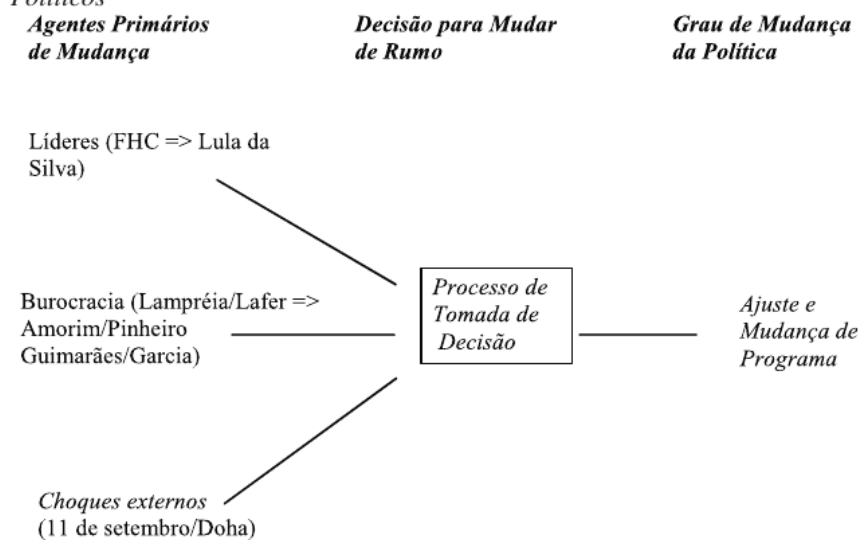 Políticos
Agentes Primários
de Mudança
Decisão para Mudar
de Rumo
Grau de Mudança
da Política
Líderes (FHC => Lula da
Silva)
Burocracia (Lampréia/Lafer =>
Amorim/Pinheiro
Guimarães/Garcia)
Processo de
Tomada de
Decisão
Ajuste e
Mudança de
Programa
Choques externos
(11 de setembro/Doha)